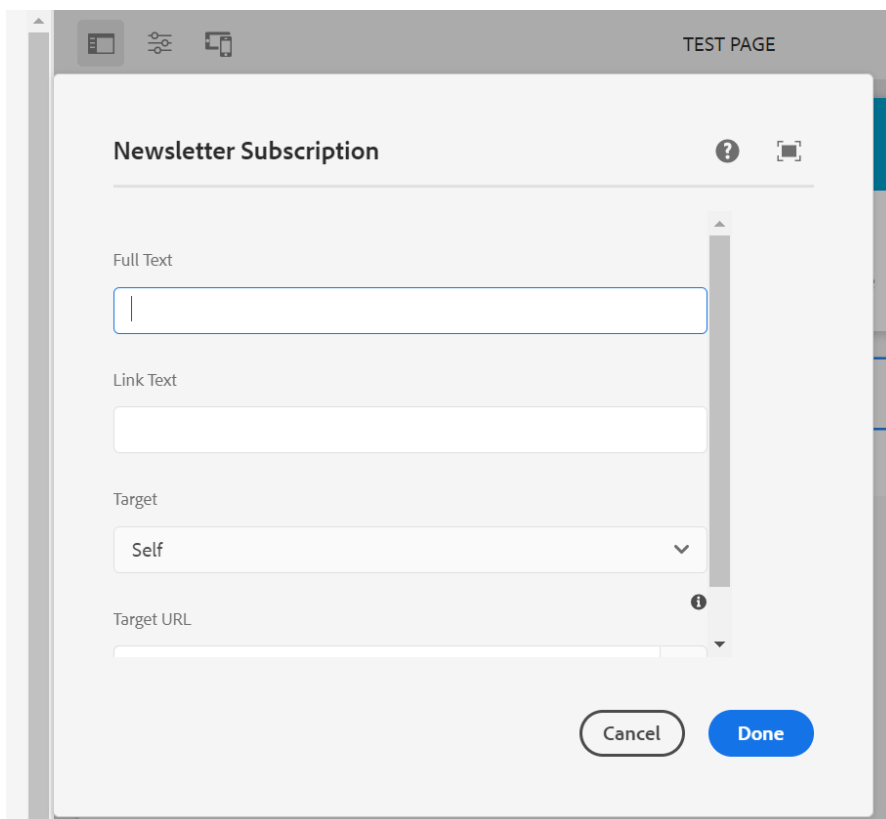 TEST PAGE
Newsletter Subscription
Full Text
Link Text
Target
Self
Target URL
Cancel
Done